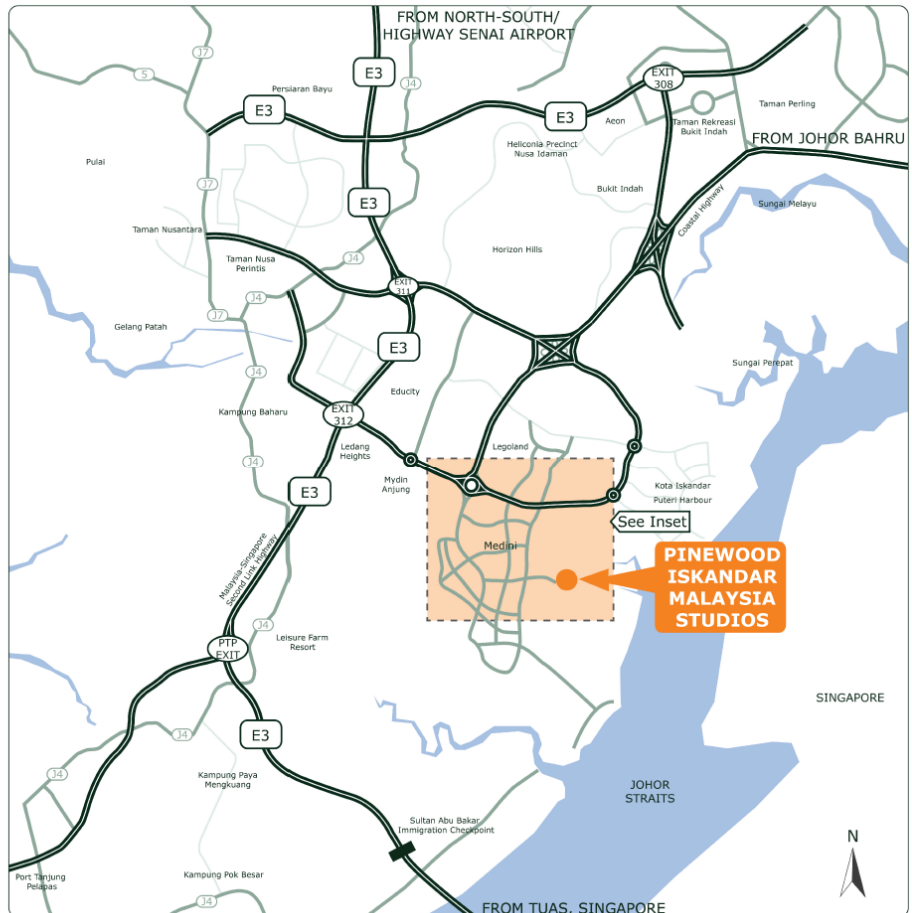 FROM NORTH-SOUTH/
HIGHWAY SENAI AIRPORT
J7
5
E3
J4
EXIT
308
Persiaran Bayu
E3
E3
Aeon
Taman Rekreasi
Bukit Indah
Taman Perling
FROM JOHOR BAHRU
Heliconia Precinct
Nusa Idaman
Pulai
J7
E3
Bukit Indah
Coastal Highway
Sungai Melayu
Taman Nusantara
Taman Nusa
Perintis
J4
Horizon Hills
EXIT
311
J4
J7
Gelang Patah
E3
Sungai Perepat
J4
Educity
Kampung Baharu
EXIT
312
Ledang
Heights
Legoland
J4
Mydin
Anjung
Kota Iskandar
Puteri Harbour
E3
See Inset
Medini
PINEWOOD
ISKANDAR
MALAYSIA
STUDIOS
Malaysia-Singapore
Second Link Highway
J4
Leisure Farm
Resort
PTP
EXIT
SINGAPORE
J4
E3
J4
Kampung Paya
Mengkuang
JOHOR
STRAITS
Sultan Abu Bakar
Immigration Checkpoint
N
Port Tanjung
Pelapas
Kampung Pok Besar
J4
FROM TUAS, SINGAPORE